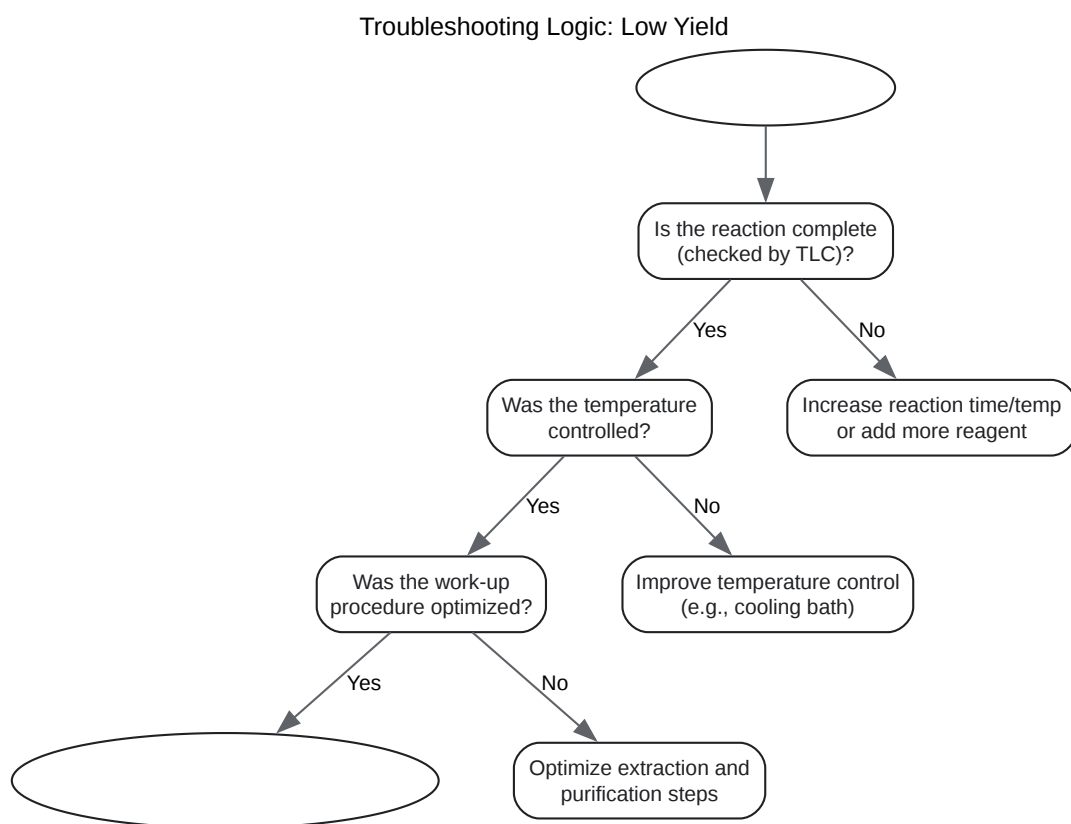 Troubleshooting Logic: Low Yield
Is the reaction complete
(checked by TLC)?
Yes
No
Was the temperature
controlled?
Increase reaction time/temp
or add more reagent
Yes
No
Was the work-up
procedure optimized?
Improve temperature control
(e.g., cooling bath)
Yes
No
Optimize extraction and
purification steps